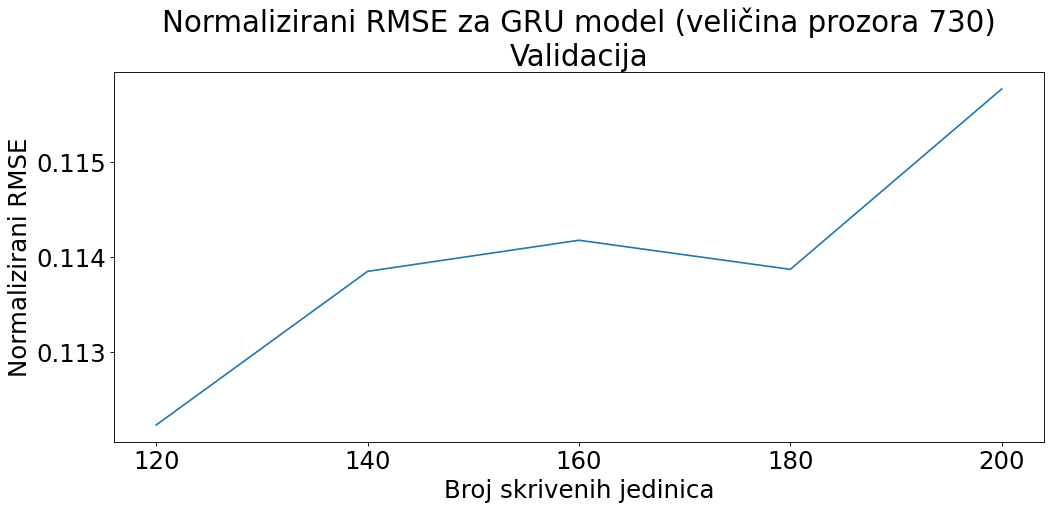 Normalizirani RMSE za GRU model (veličina prozora 730)
Validacija
Normalizirani RMSE
0.115
0.114
0.113
120 140 160 180 200
Broj skrivenih jedinica